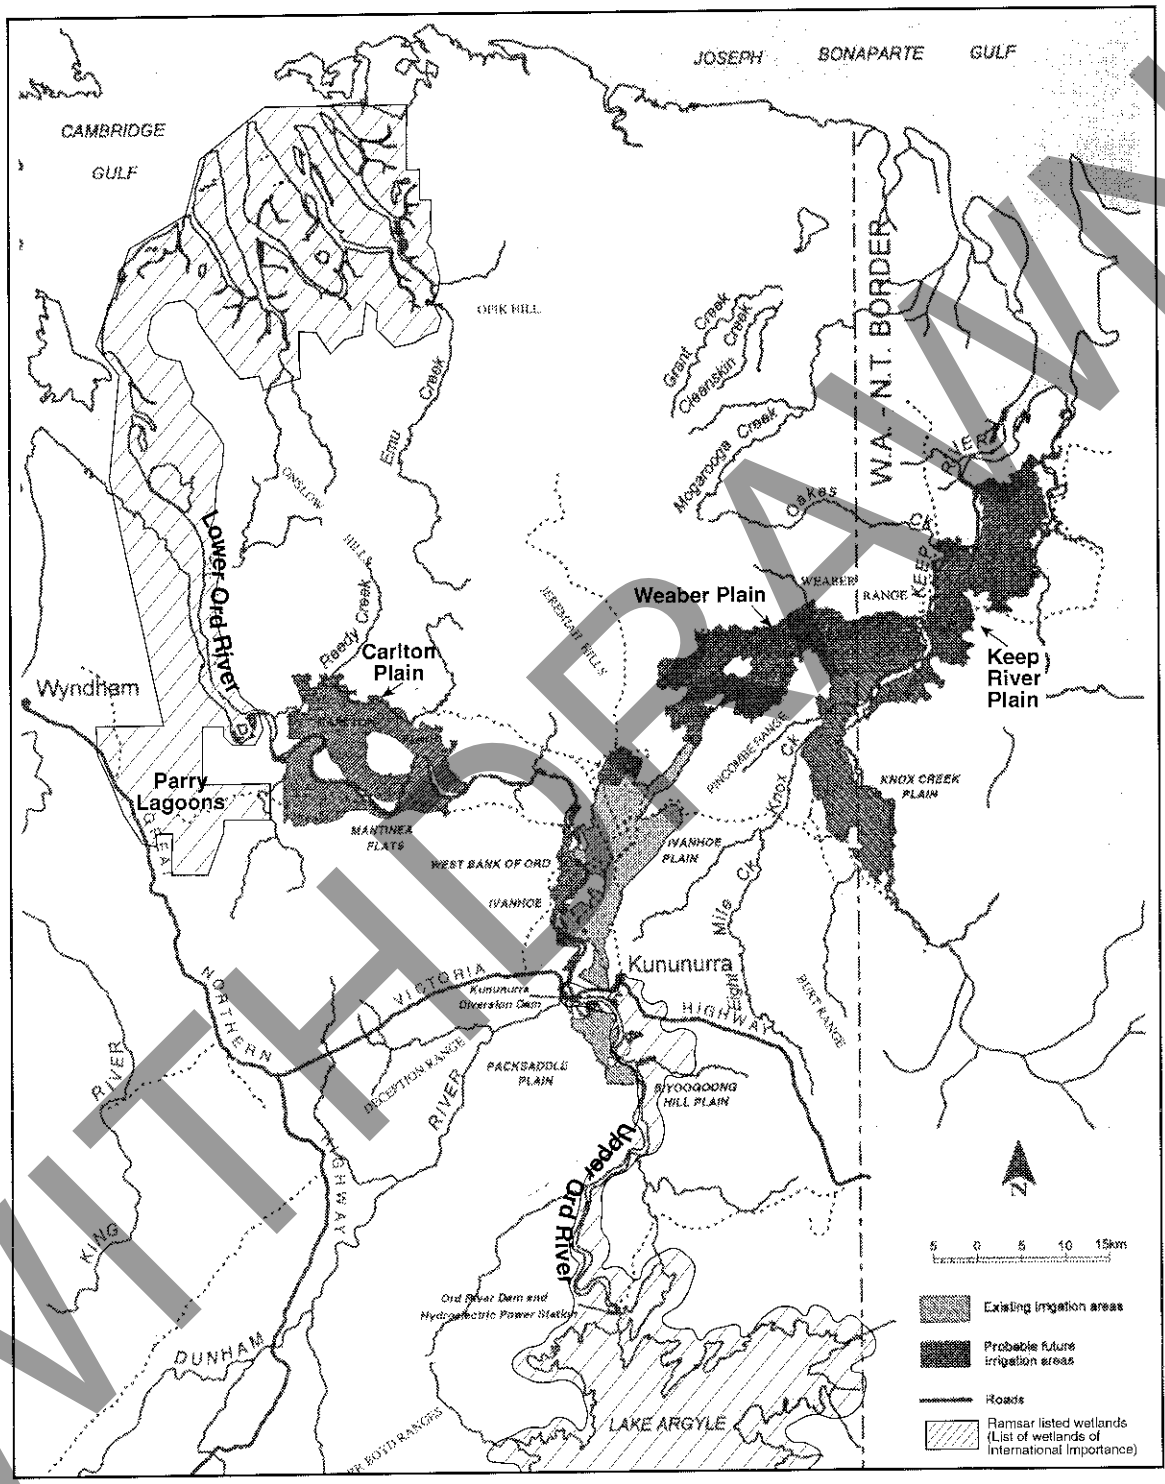 JOSEPH BONAPARTE GULF
CAMBRIDGE
GULF
W.A. - N.T. BORDER
OPIK HILL
Grant Creek
Cleanskin Creek
Mogarooga Creek
Emu Creek
ONSLOW
HILLS
Oakes CK
RIVER
KEEP
Lower Ord River
JEREMIAH HILLS
WEABER
RANGE
Weaber Plain
Reedy Creek
Carlton
Plain
Keep
River
Plain
Wyndham
Parry
Lagoons
PINCOMBE RANGE
Knox CK
KNOX CREEK
PLAIN
MANTINEA
FLATS
IVANHOE
PLAIN
WEST BANK OF ORD
IVANHOE
Eight Mile CK
Kununurra
VICTORIA
HIGHWAY
Kununurra
Diversion Dam
NORTHERN
HIGHWAY
GREAT
BURT RANGE
DECEPTION RANGE
PACKSADDLE
PLAIN
RIVER
KING
RIVER
HILL PLAIN
Upper Ord River
N
5 0 5 10 15km
Ord River Dam and
Hydroelectric Power Station
Existing irrigation areas
Probable future
irrigation areas
DUNHAM
Roads
LAKE ARGYLE
Ramsar listed wetlands
(List of wetlands of
International Importance)
WITHDRAWN